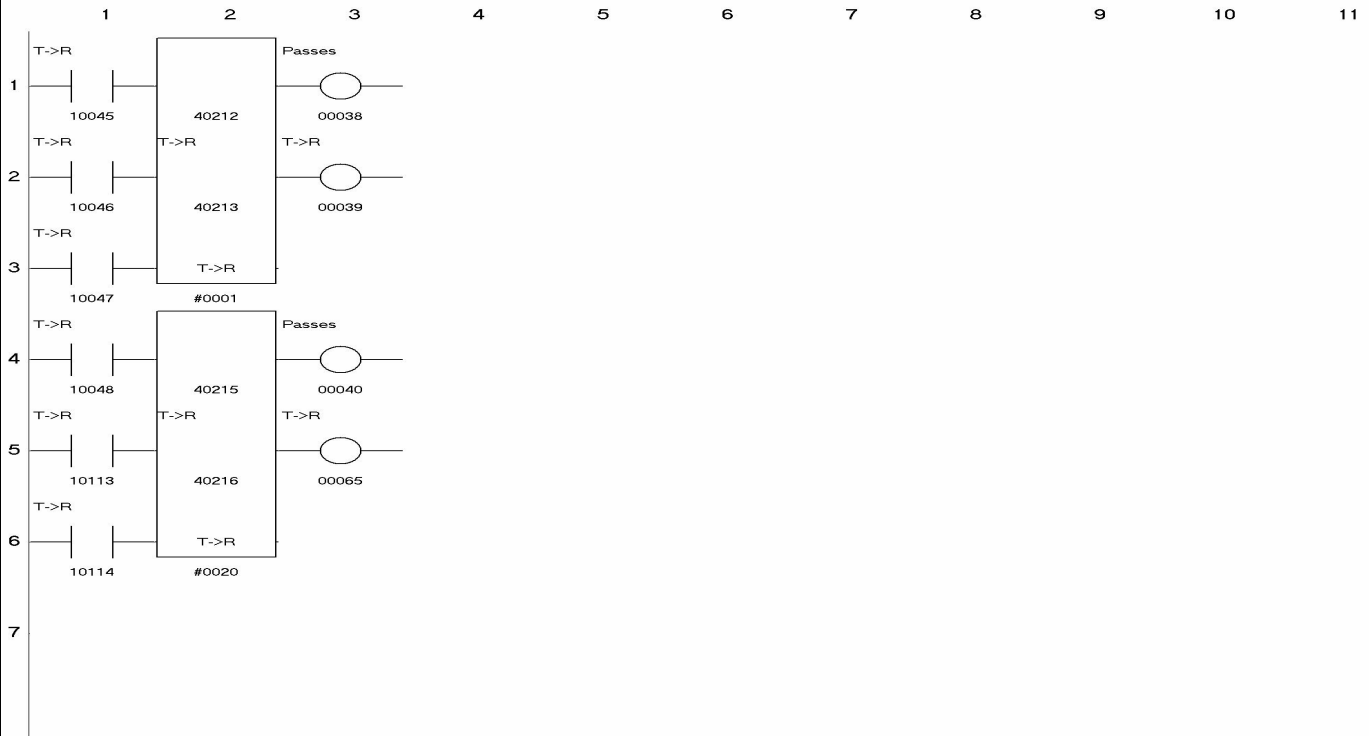 1 2 3 4 5 6 7 8 9 10 11
T->R Passes
1
10045 40212 00038
T->R T->R T->R
2
10046 40213 00039
T->R
3 T->R
10047 #0001
T->R Passes
4
10048 40215 00040
T->R T->R T->R
5
10113 40216 00065
T->R
6 T->R
10114 #0020
7